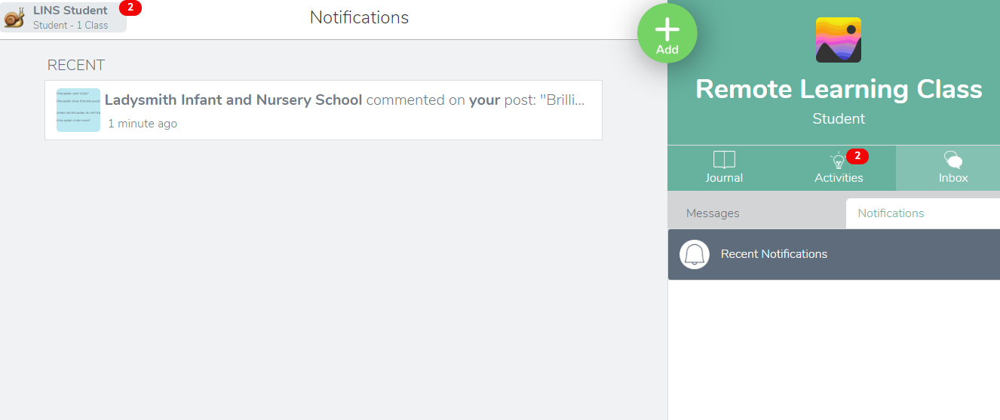 LINS Student
2
Student - 1 Class
Notifications
Add
RECENT
Ladysmith Infant and Nursery School commented on your post: "Brilli...
1 minute ago
Remote Learning Class
Student
Journal
Activities
2
Inbox
Messages
Notifications
Recent Notifications